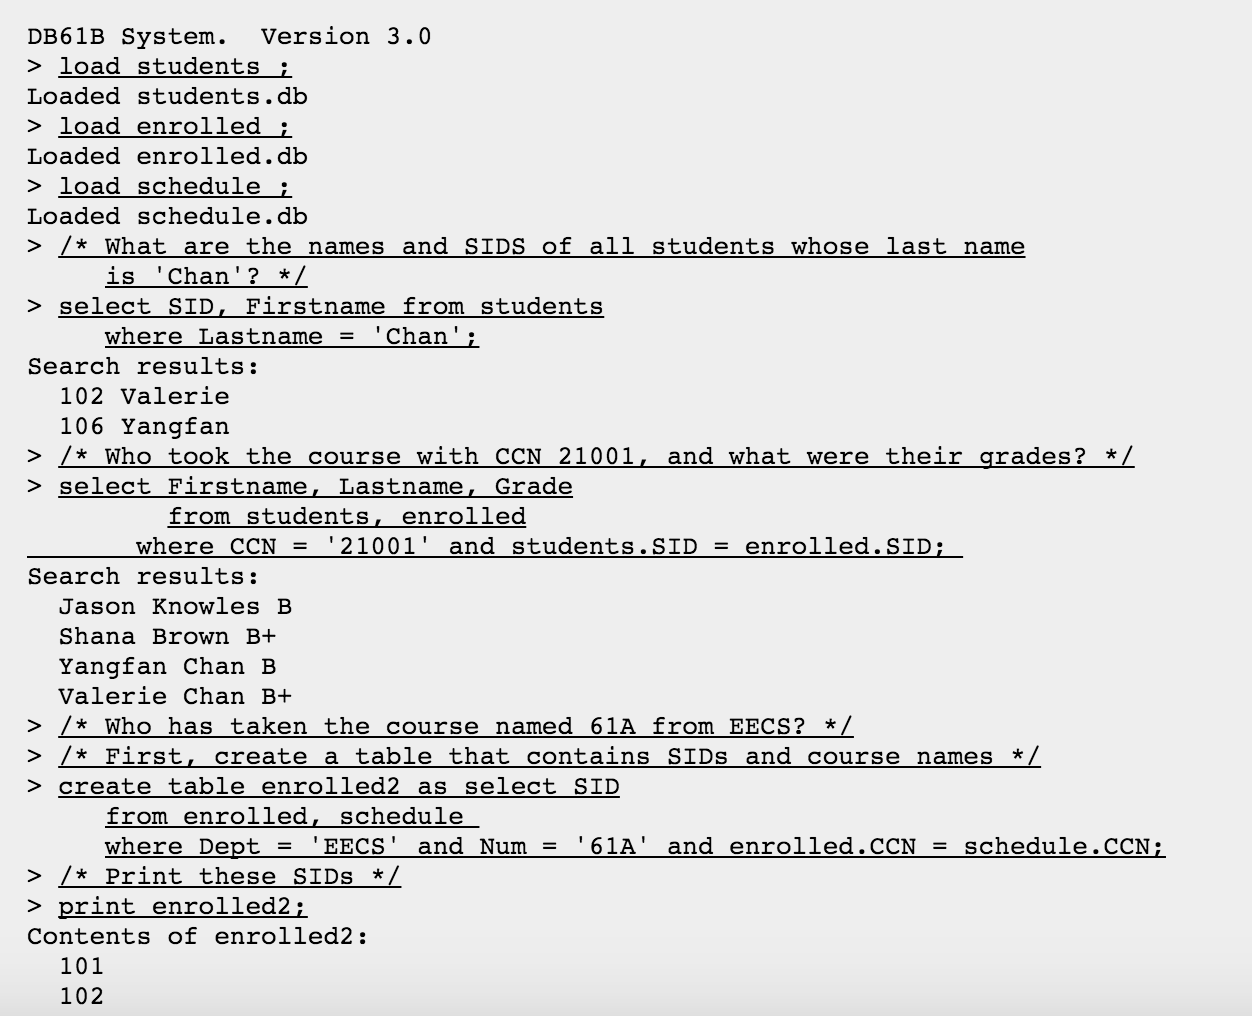 DB61B System.  Version 3.0
> load students ;
Loaded students.db
> load enrolled ;
Loaded enrolled.db
> load schedule ;
Loaded schedule.db
> /* What are the names and SIDS of all students whose last name
     is 'Chan'? */
> select SID, Firstname from students
     where Lastname = 'Chan';
Search results:
  102 Valerie
  106 Yangfan
> /* Who took the course with CCN 21001, and what were their grades? */
> select Firstname, Lastname, Grade
         from students, enrolled
       where CCN = '21001' and students.SID = enrolled.SID;
Search results:
  Jason Knowles B
  Shana Brown B+
  Yangfan Chan B
  Valerie Chan B+
> /* Who has taken the course named 61A from EECS? */
> /* First, create a table that contains SIDs and course names */
> create table enrolled2 as select SID
     from enrolled, schedule
     where Dept = 'EECS' and Num = '61A' and enrolled.CCN = schedule.CCN;
> /* Print these SIDs */
> print enrolled2;
Contents of enrolled2:
  101
  102